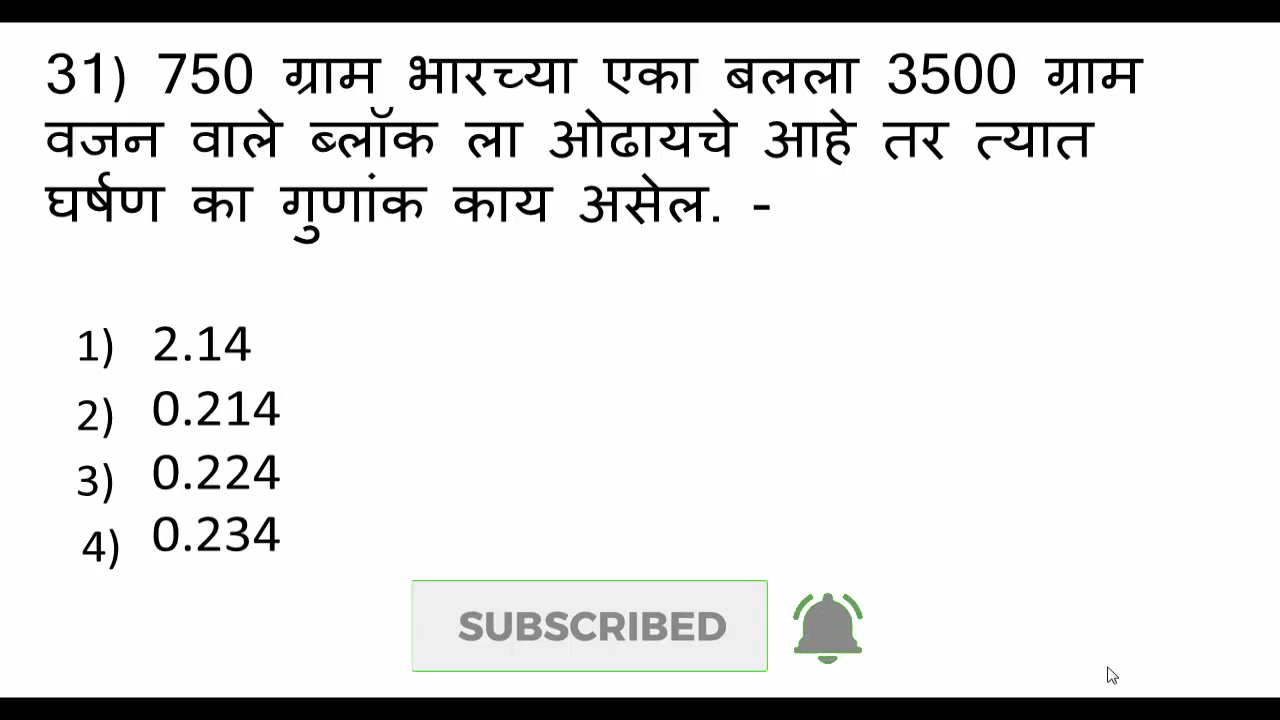 31) 750 ग्राम भारच्या एका बलला 3500 ग्राम
वजन वाले ब्लॉक ला ओढायचे आहे तर त्यात
घर्षण का गुणांक काय असेल. -
1) 2.14
2) 0.214
3) 0.224
4) 0.234
SUBSCRIBED